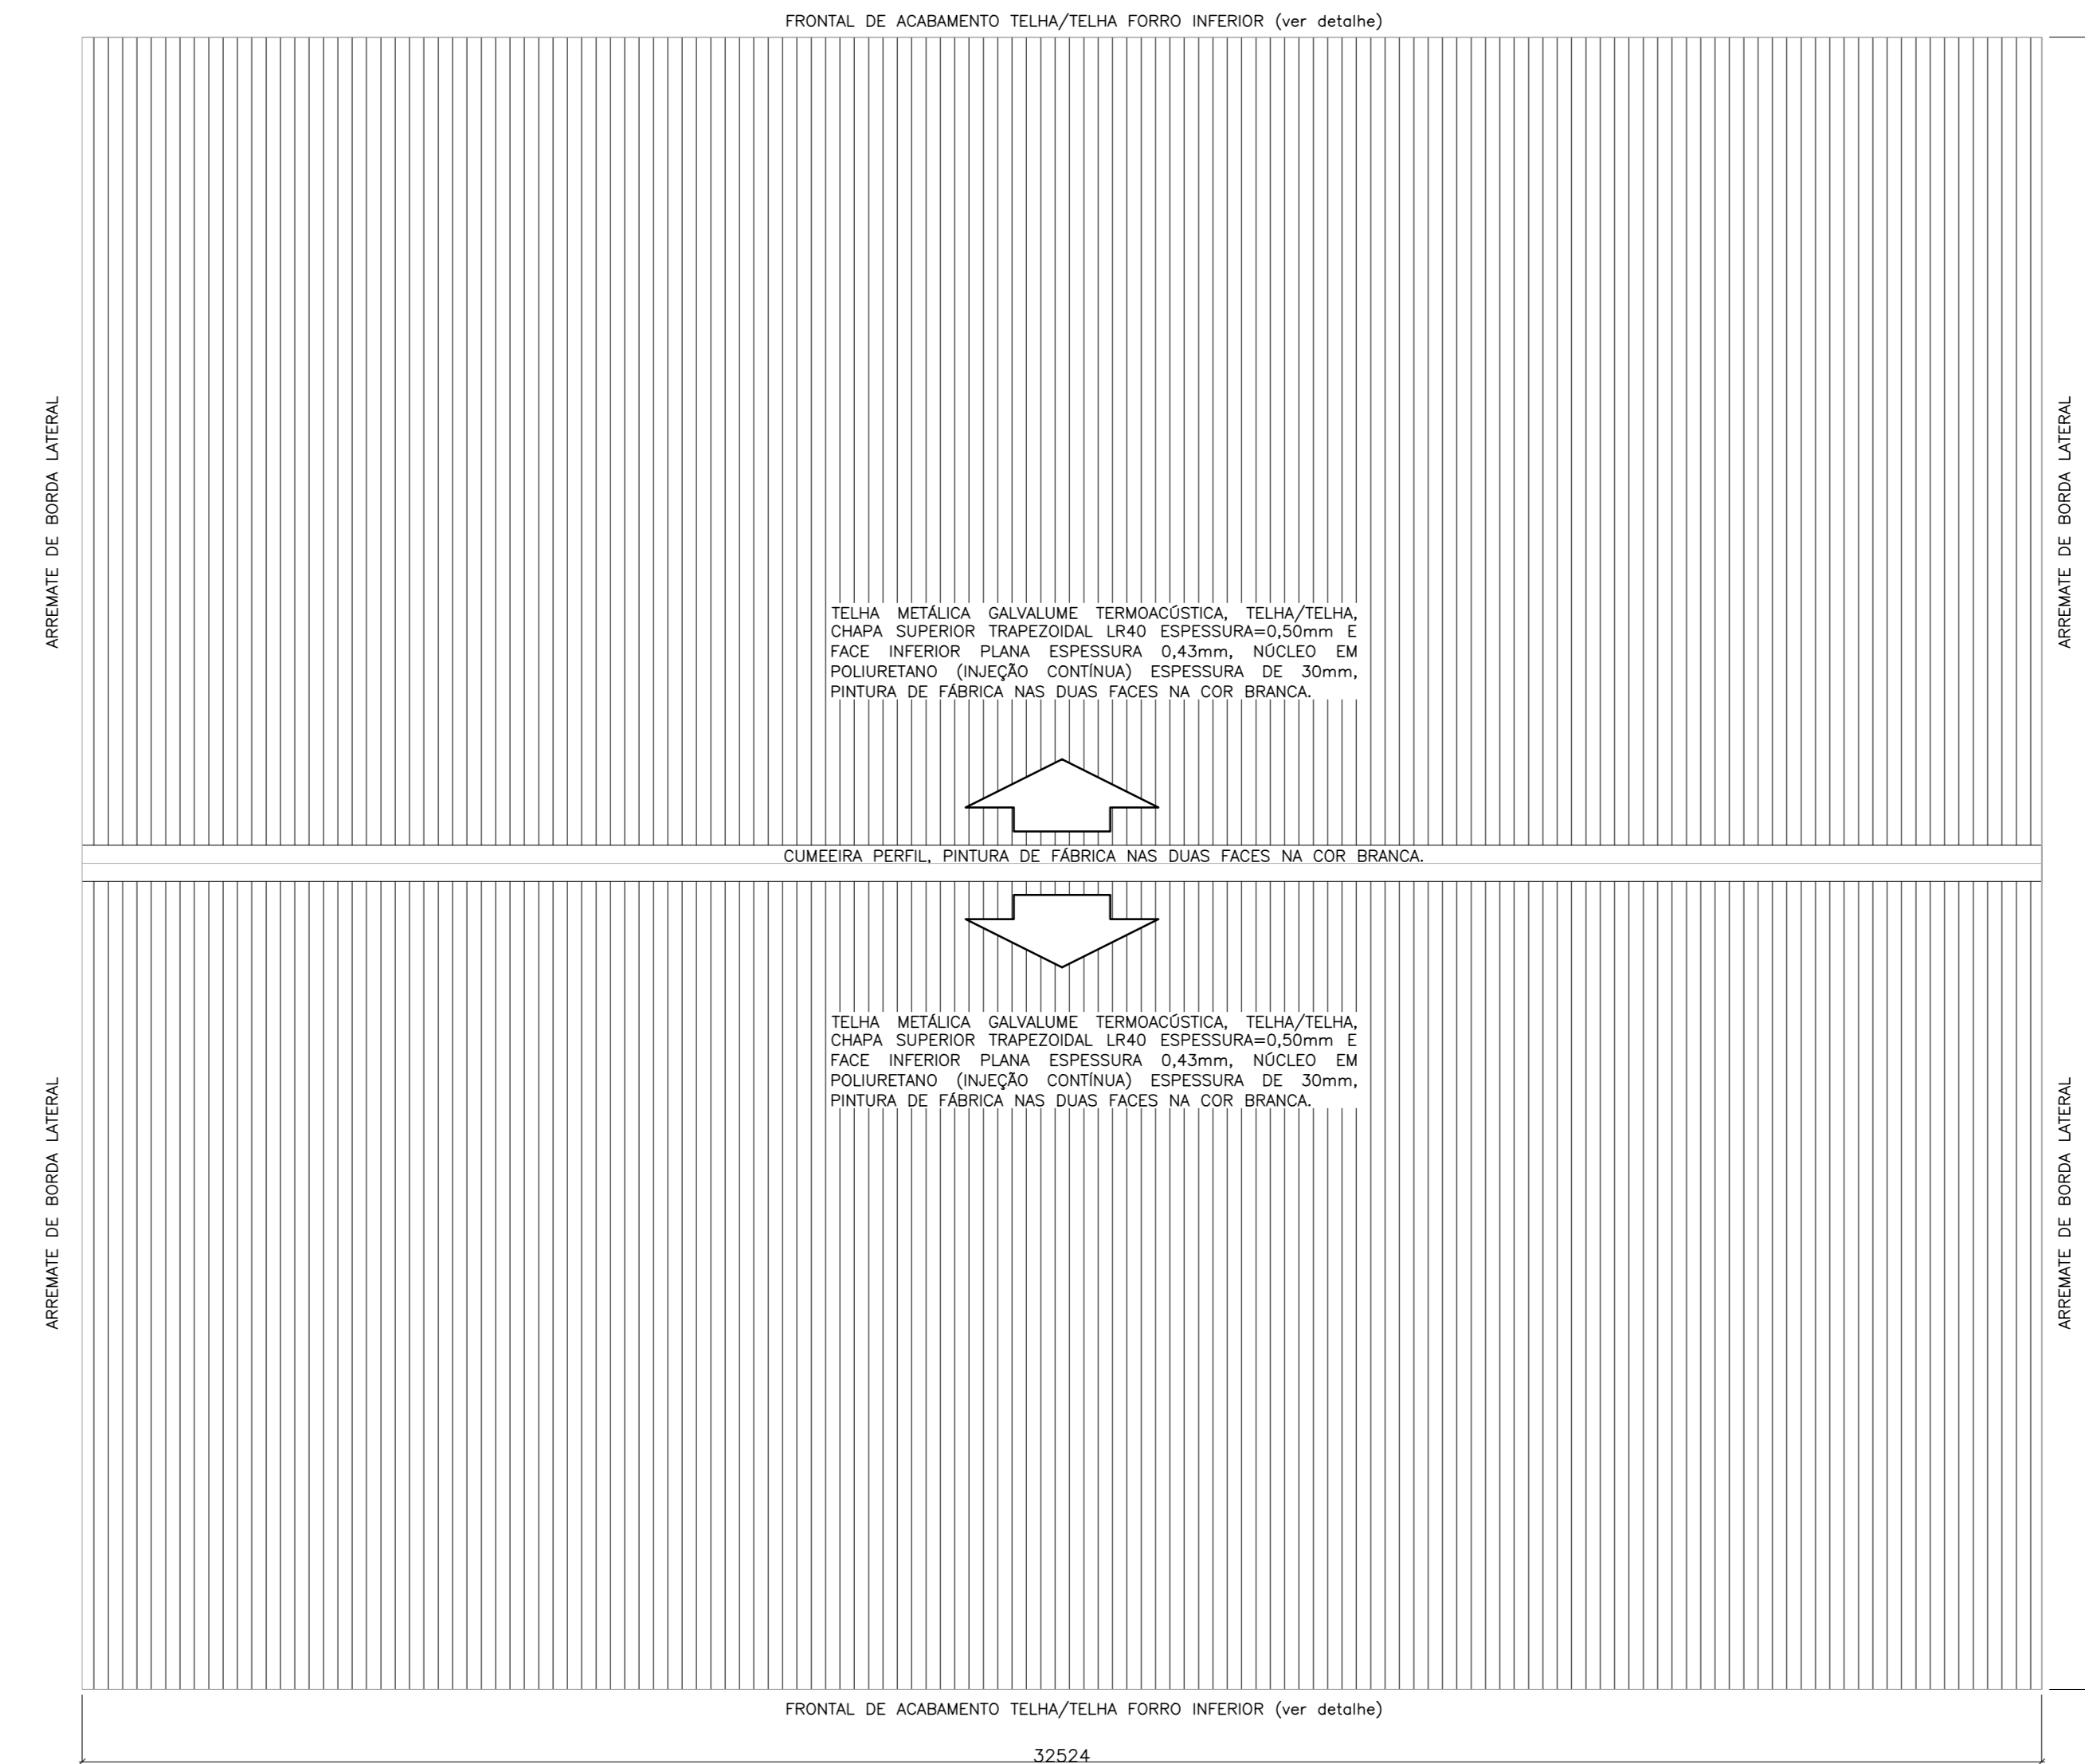 FRONTAL DE ACABAMENTO TELHA/TELHA FORRO INFERIOR (ver detalhe)
ARREMATE DE BORDA LATERAL
ARREMATE DE BORDA LATERAL
TELHA METÁLICA GALVALUME TERMOACÚSTICA, TELHA/TELHA,
CHAPA SUPERIOR TRAPEZOIDAL LR40 ESPESSURA=0,50mm E
FACE INFERIOR PLANA ESPESSURA 0,43mm, NÚCLEO EM
POLIURETANO (INJEÇÃO CONTÍNUA) ESPESSURA DE 30mm,
PINTURA DE FÁBRICA NAS DUAS FACES NA COR BRANCA.
CUMEEIRA PERFIL, PINTURA DE FÁBRICA NAS DUAS FACES NA COR BRANCA.
TELHA METÁLICA GALVALUME TERMOACÚSTICA, TELHA/TELHA,
CHAPA SUPERIOR TRAPEZOIDAL LR40 ESPESSURA=0,50mm E
FACE INFERIOR PLANA ESPESSURA 0,43mm, NÚCLEO EM
POLIURETANO (INJEÇÃO CONTÍNUA) ESPESSURA DE 30mm,
PINTURA DE FÁBRICA NAS DUAS FACES NA COR BRANCA.
ARREMATE DE BORDA LATERAL
ARREMATE DE BORDA LATERAL
FRONTAL DE ACABAMENTO TELHA/TELHA FORRO INFERIOR (ver detalhe)
32524